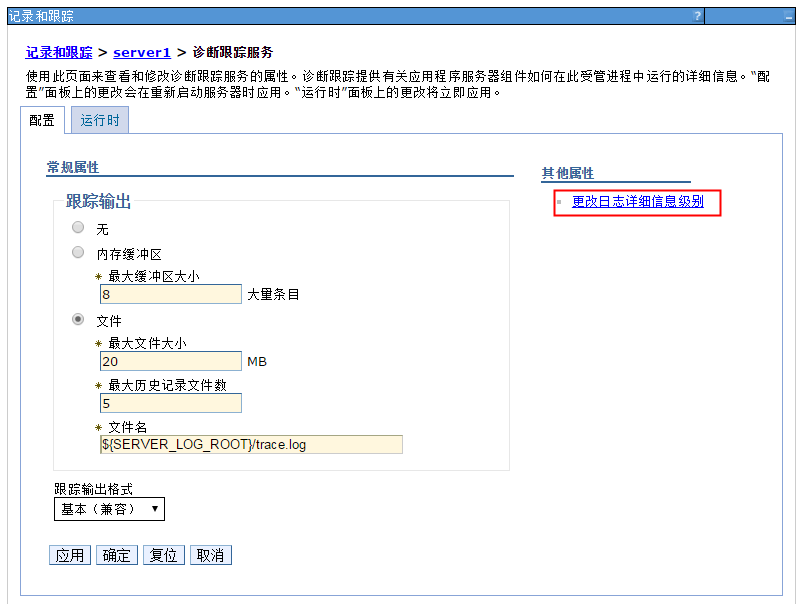 记录和跟踪
?
记录和跟踪 > server1 > 诊断跟踪服务
使用此页面来查看和修改诊断跟踪服务的属性。诊断跟踪提供有关应用程序服务器组件如何在此受管进程中运行的详细信息。“配
置”面板上的更改会在重新启动服务器时应用。“运行时”面板上的更改将立即应用。
配置 运行时
常规属性
其他属性
更改日志详细信息级别
跟踪输出
无
内存缓冲区
* 最大缓冲区大小
8 大量条目
文件
* 最大文件大小
20 MB
* 最大历史记录文件数
5
* 文件名
${SERVER_LOG_ROOT}/trace.log
跟踪输出格式
基本（兼容）
应用 确定 复位 取消